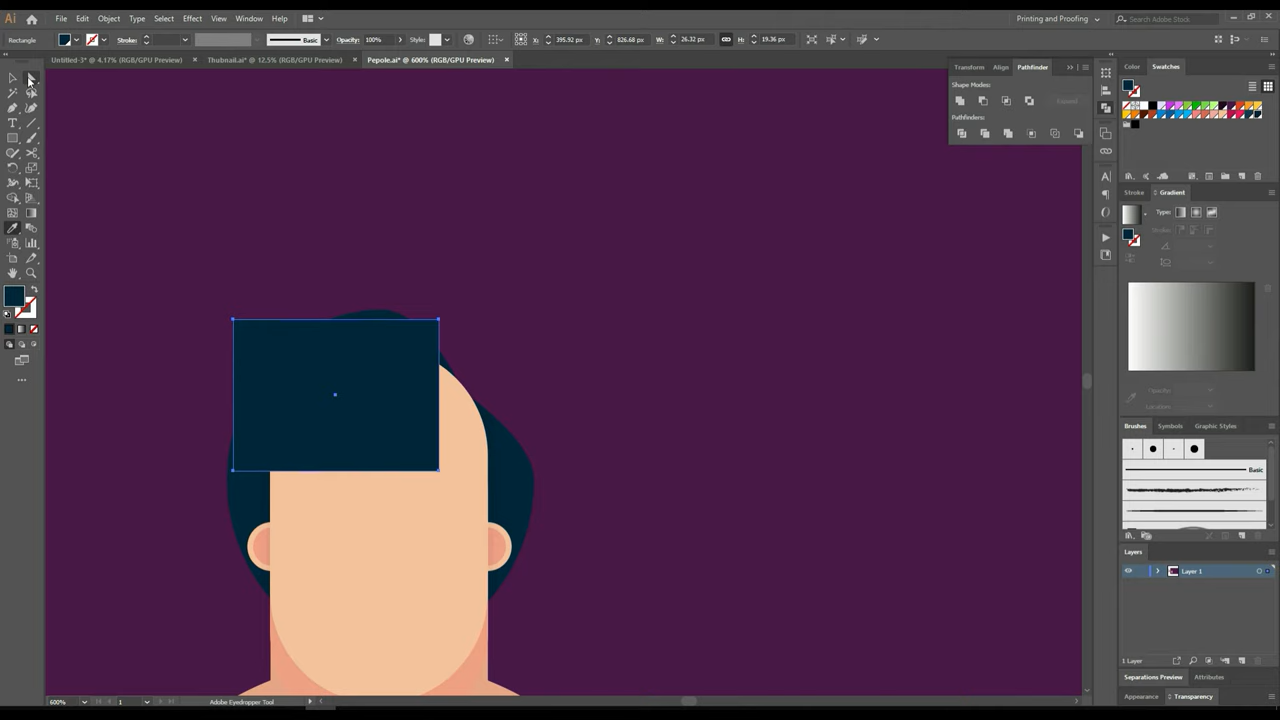 Ai File Edit Object Type Select Effect View Window Help Printing and Proofing Search Adobe Stock
Rectangle Stroke: Basic Opacity: 100% Style: X: 395.92 px Y: 826.68 px W: 26.32 px H: 19.36 px
Untitled-3* @ 4.17% (RGB/GPU Preview) × Thubnail.ai* @ 12.5% (RGB/GPU Preview) × Pepole.ai* @ 600% (RGB/GPU Preview) ×
Transform Align Pathfinder
Shape Modes:
Expand
Pathfinders:
Color Swatches
Stroke Gradient
Type:
Stroke:
Opacity:
Location:
Brushes Symbols Graphic Styles
Basic
Layers
Layer 1
1 Layer
Separations Preview Attributes
Appearance Transparency
600% 1 Adobe Eyedropper Tool